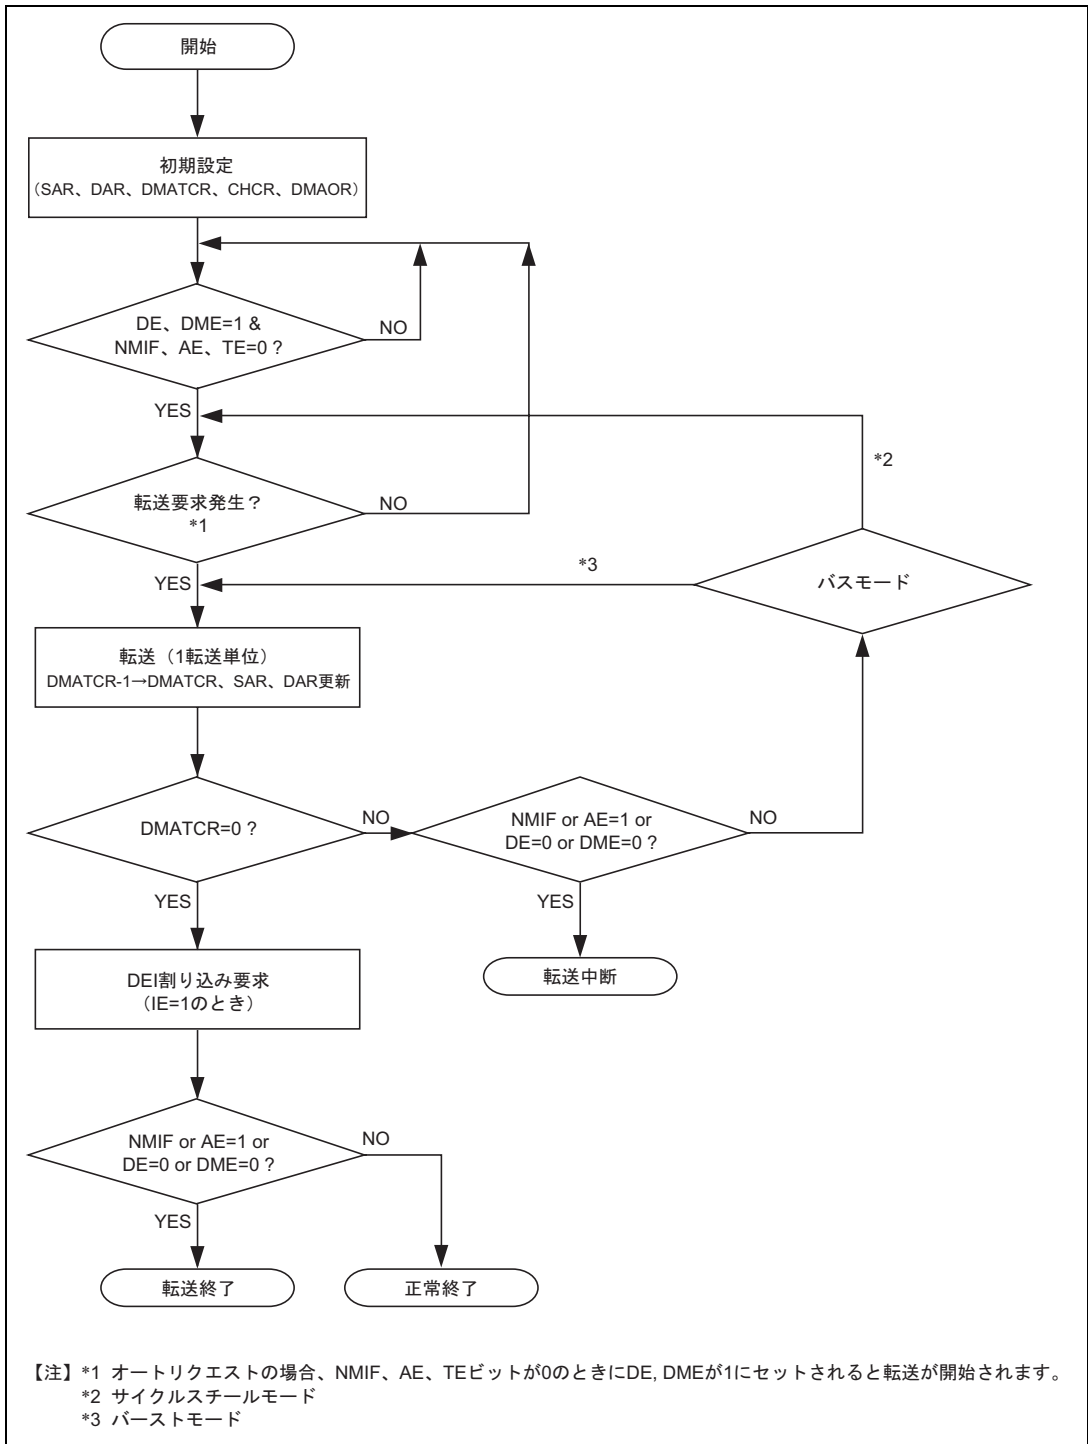 開始
初期設定
（SAR、DAR、DMATCR、CHCR、DMAOR）
DE、DME=1 &
NMIF、AE、TE=0 ?
NO
YES
*2
転送要求発生？
*1
NO
YES
*3
バスモード
転送（1転送単位）
DMATCR-1→DMATCR、SAR、DAR更新
DMATCR=0 ?
NO
NMIF or AE=1 or
DE=0 or DME=0 ?
NO
YES
YES
DEI割り込み要求
（IE=1のとき）
転送中断
NMIF or AE=1 or
DE=0 or DME=0 ?
NO
YES
転送終了
正常終了
【注】*1 オートリクエストの場合、NMIF、AE、TEビットが0のときにDE, DMEが1にセットされると転送が開始されます。
*2 サイクルスチールモード
*3 バーストモード